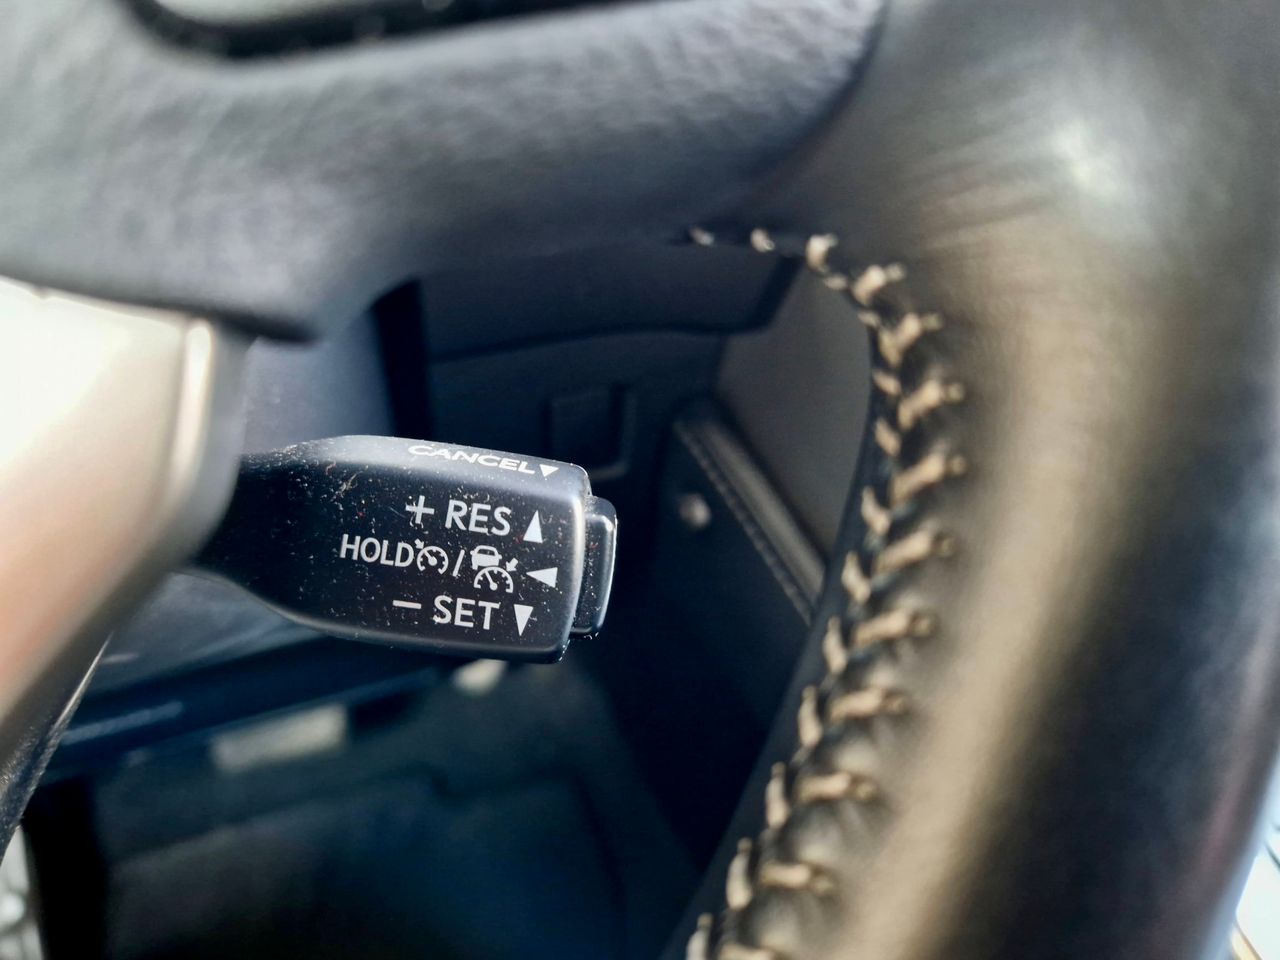 CANCEL▼
+ RES▲
HOLD / ◀
− SET▼